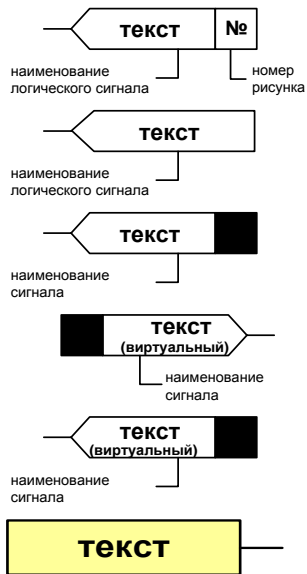 текст №
наименование
логического сигнала
номер
рисунка
текст
наименование
логического сигнала
текст
наименование
сигнала
текст
(виртуальный)
наименование
сигнала
текст
(виртуальный)
наименование
сигнала
текст